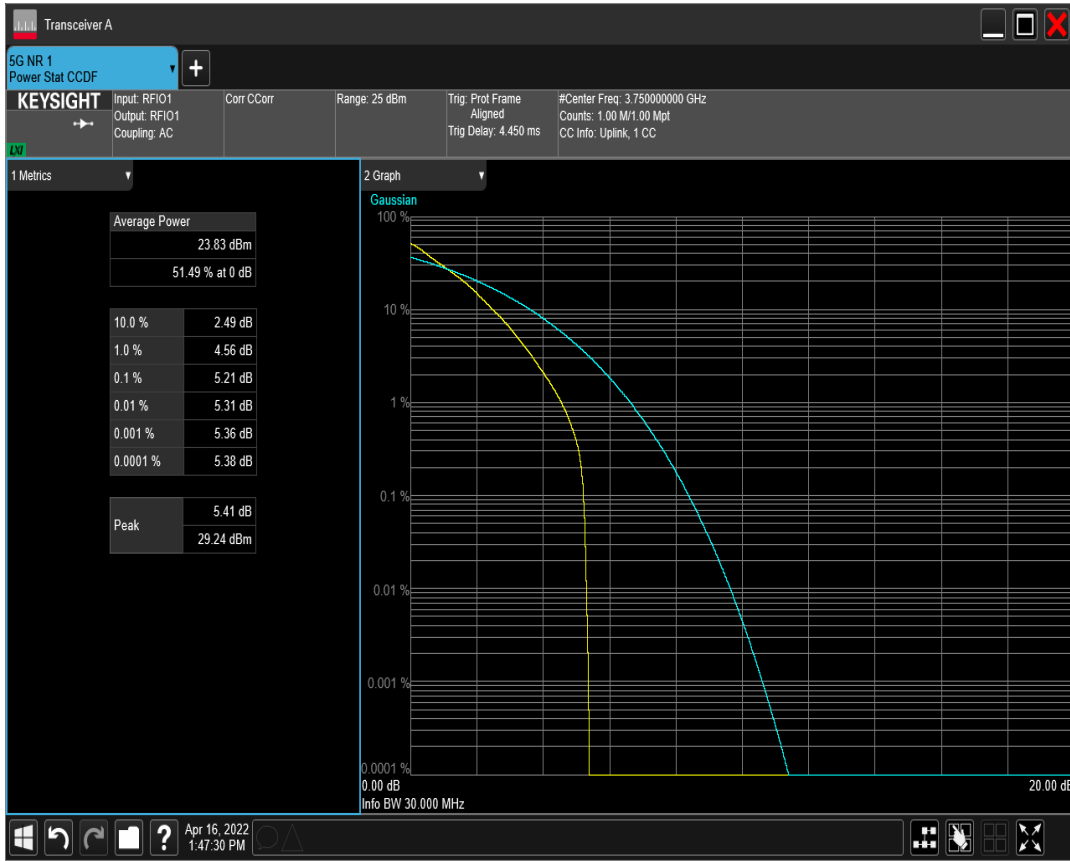 Transceiver A
5G NR 1
Power Stat CCDF
+
KEYSIGHT
LXI
Input: RFIO1
Output: RFIO1
Coupling: AC
Corr CCorr
Range: 25 dBm
Trig: Prot Frame
Aligned
Trig Delay: 4.450 ms
#Center Freq: 3.750000000 GHz
Counts: 1.00 M/1.00 Mpt
CC Info: Uplink, 1 CC
1 Metrics
Average Power
23.83 dBm
51.49 % at 0 dB
10.0 % 2.49 dB
1.0 % 4.56 dB
0.1 % 5.21 dB
0.01 % 5.31 dB
0.001 % 5.36 dB
0.0001 % 5.38 dB
Peak
5.41 dB
29.24 dBm
2 Graph
Gaussian
100 %
10 %
1 %
0.1 %
0.01 %
0.001 %
0.0001 %
0.00 dB 20.00 dB
Info BW 30.000 MHz
?
Apr 16, 2022
1:47:30 PM